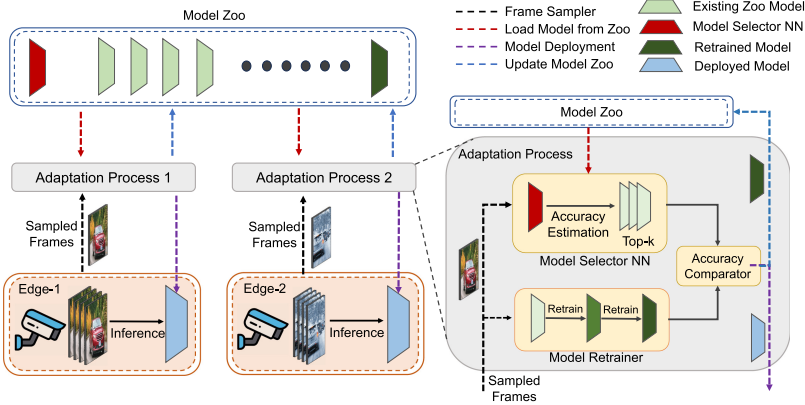 Model Zoo
Frame Sampler
Load Model from Zoo
Model Deployment
Update Model Zoo
Existing Zoo Model
Model Selector NN
Retrained Model
Deployed Model
Adaptation Process 1
Adaptation Process 2
Sampled
Frames
Sampled
Frames
Edge-1
Inference
Edge-2
Inference
Model Zoo
Adaptation Process
Accuracy
Estimation
Top-k
Model Selector NN
Accuracy
Comparator
Retrain
Retrain
Model Retrainer
Sampled
Frames